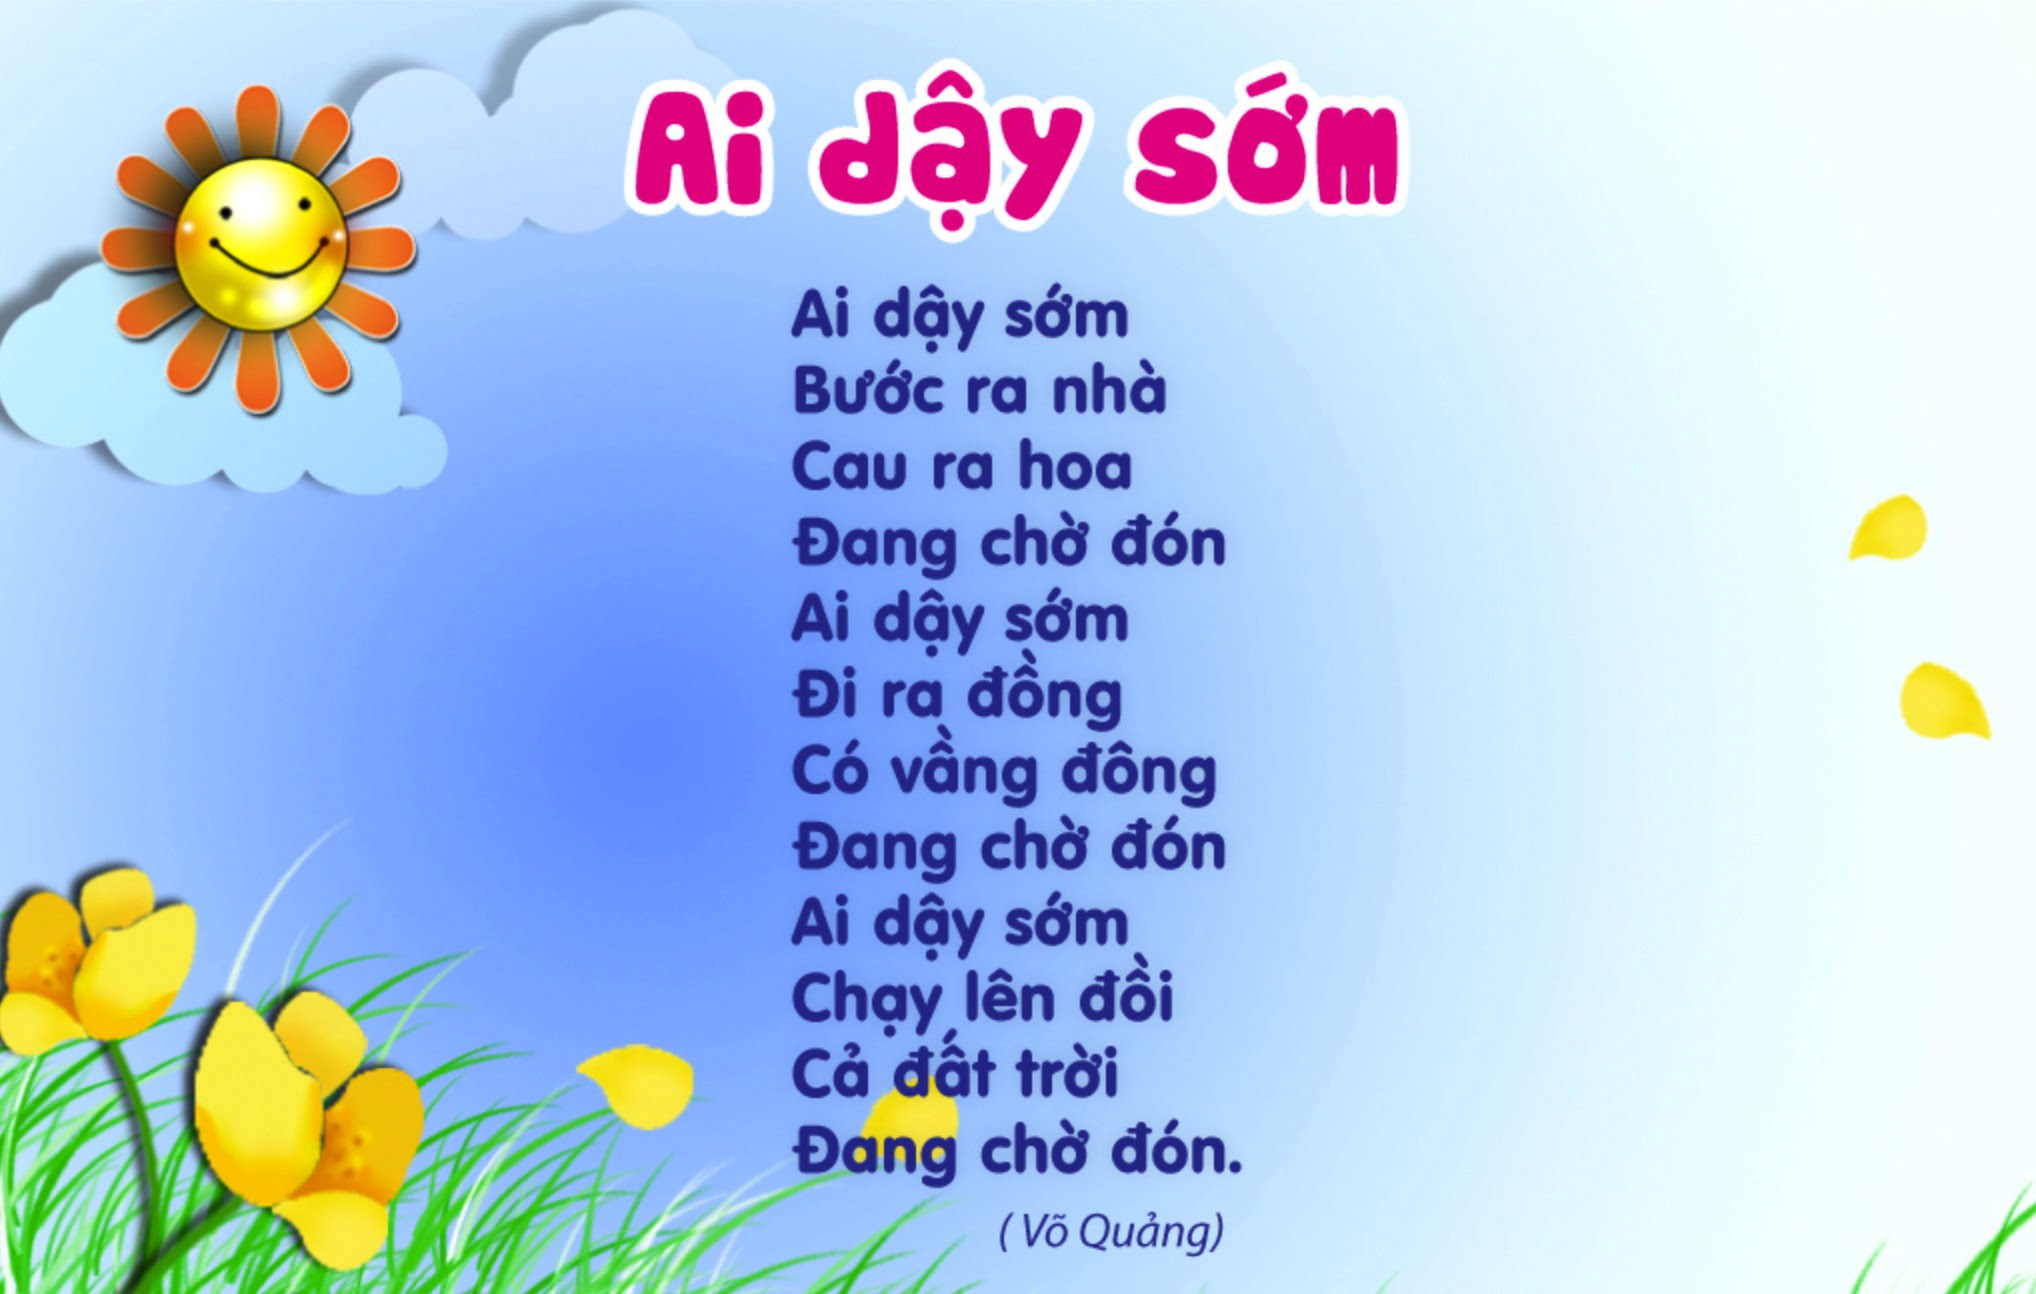 Ai dậy sớm
Ai dậy sớm
Bước ra nhà
Cau ra hoa
Đang chờ đón
Ai dậy sớm
Đi ra đồng
Có vầng đông
Đang chờ đón
Ai dậy sớm
Chạy lên đồi
Cả đất trời
Đang chờ đón.
( Võ Quảng)